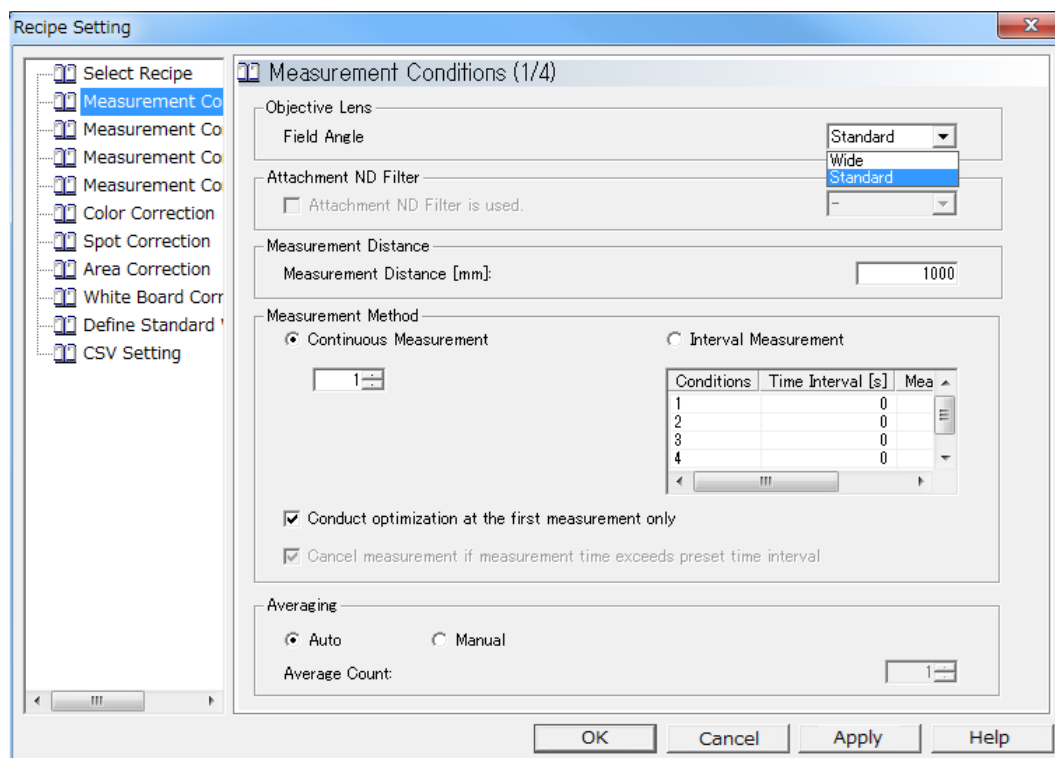 Recipe Setting
Select Recipe
Measurement Co
Measurement Co
Measurement Co
Measurement Co
Color Correction
Spot Correction
Area Correction
White Board Corr
Define Standard
CSV Setting
Measurement Conditions (1/4)
Objective Lens
Field Angle
Standard
Wide
Standard
Attachment ND Filter
Attachment ND Filter is used.
-
Measurement Distance
Measurement Distance [mm]:
1000
Measurement Method
Continuous Measurement
Interval Measurement
1
Conditions Time Interval [s] Mea
1 0
2 0
3 0
4 0
Conduct optimization at the first measurement only
Cancel measurement if measurement time exceeds preset time interval
Averaging
Auto
Manual
Average Count:
1
OK
Cancel
Apply
Help